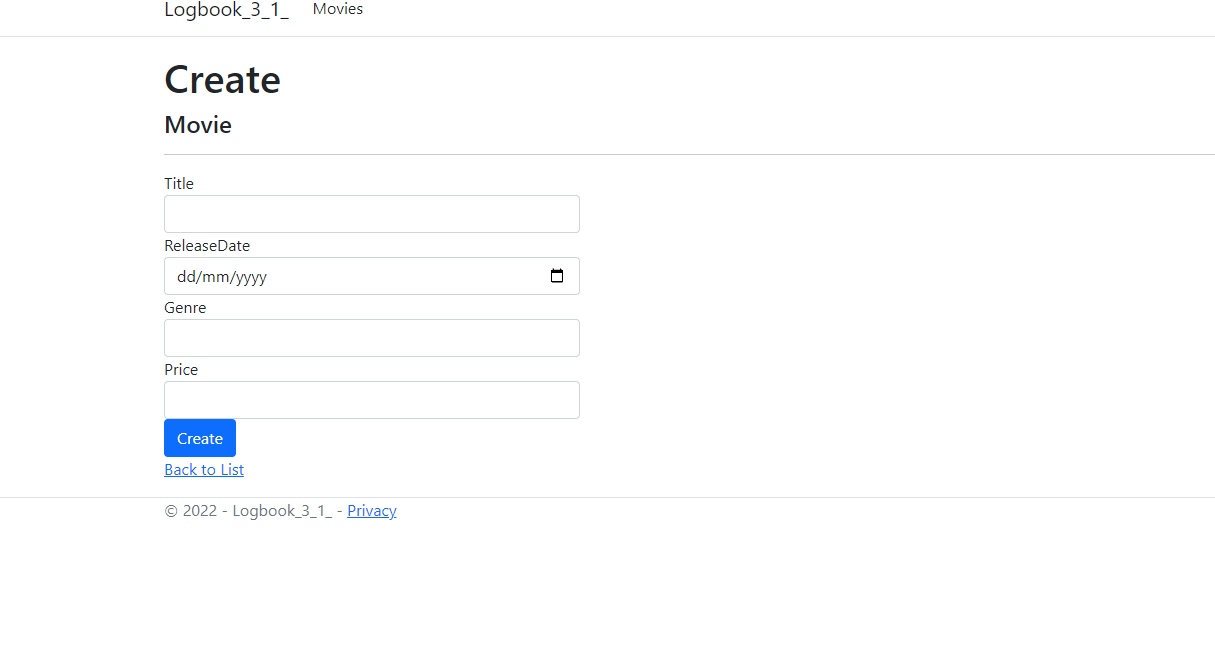 Logbook_3_1_ Movies
Create
Movie
Title
ReleaseDate
dd/mm/yyyy
Genre
Price
Create
Back to List
© 2022 - Logbook_3_1_ - Privacy